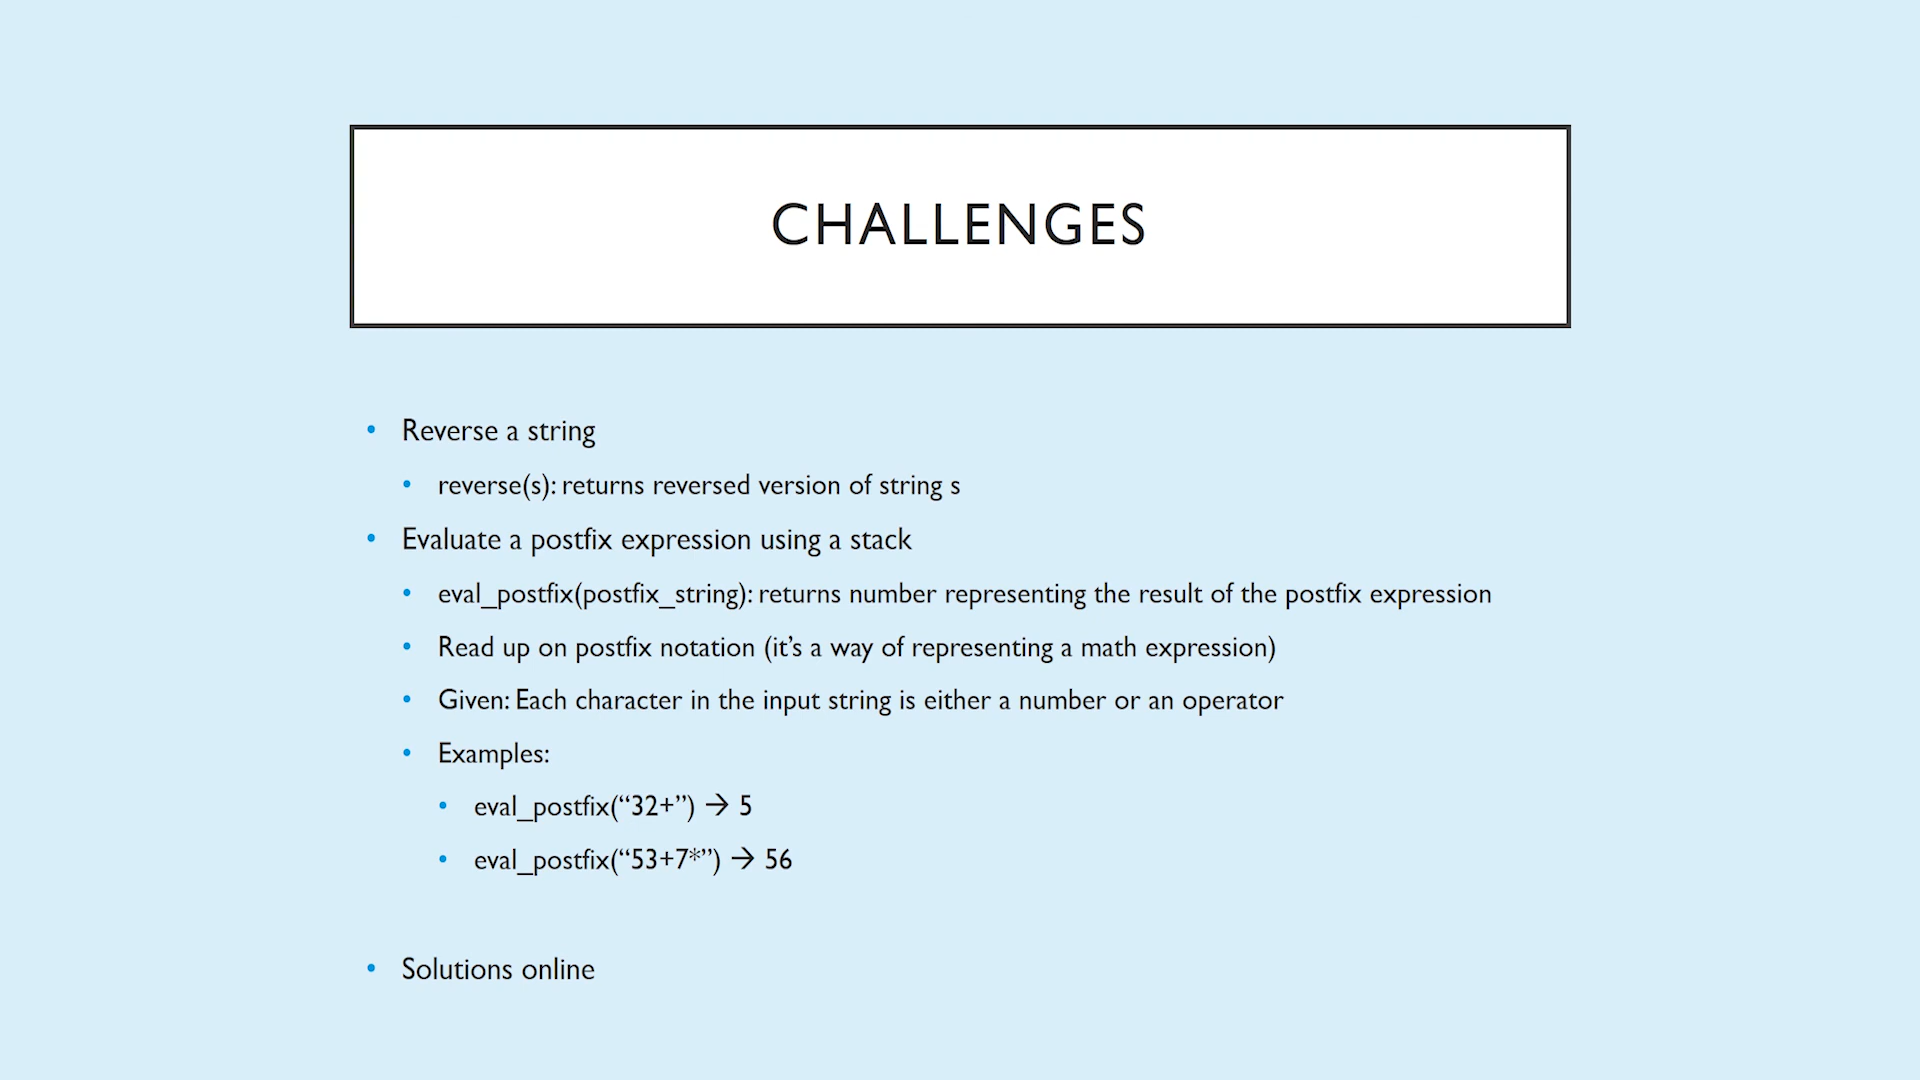 CHALLENGES
• Reverse a string
• reverse(s): returns reversed version of string s
• Evaluate a postfix expression using a stack
• eval_postfix(postfix_string): returns number representing the result of the postfix expression
• Read up on postfix notation (it’s a way of representing a math expression)
• Given: Each character in the input string is either a number or an operator
• Examples:
• eval_postfix(“32+”) → 5
• eval_postfix(“53+7*”) → 56
• Solutions online